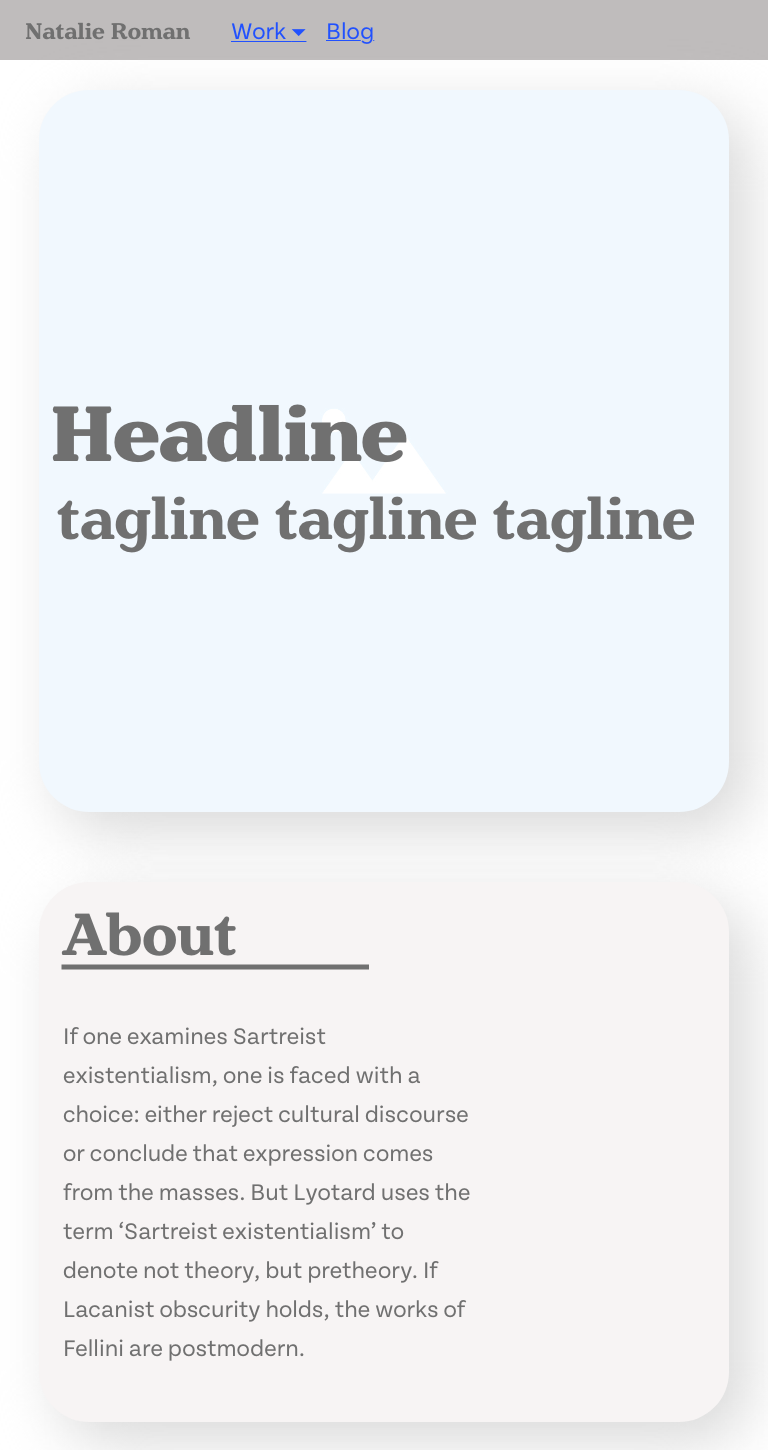 Natalie Roman Work Blog
Headline
tagline tagline tagline
About
If one examines Sartreist
existentialism, one is faced with a
choice: either reject cultural discourse
or conclude that expression comes
from the masses. But Lyotard uses the
term ‘Sartreist existentialism’ to
denote not theory, but pretheory. If
Lacanist obscurity holds, the works of
Fellini are postmodern.